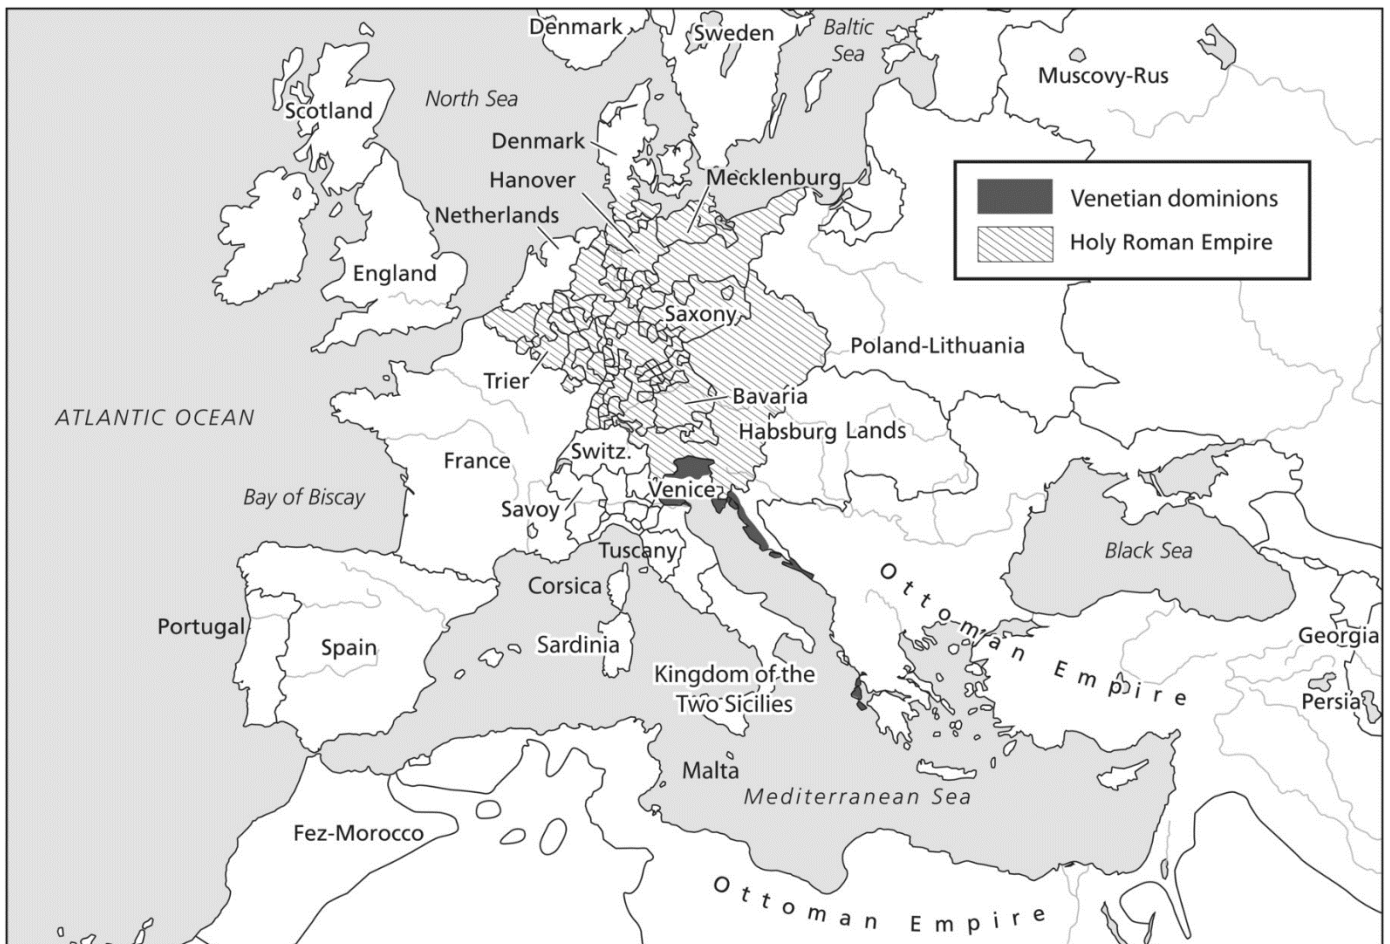 Denmark
Sweden
Baltic
Sea
Muscovy-Rus
North Sea
Scotland
Denmark
Hanover
Mecklenburg
Netherlands
Venetian dominions
Holy Roman Empire
England
Saxony
Poland-Lithuania
Trier
Bavaria
ATLANTIC OCEAN
Habsburg Lands
France
Switz.
Venice
Bay of Biscay
Savoy
Tuscany
Black Sea
Corsica
Ottoman Empire
Portugal
Spain
Sardinia
Georgia
Kingdom of the
Two Sicilies
Persia
Malta
Mediterranean Sea
Fez-Morocco
Ottoman Empire